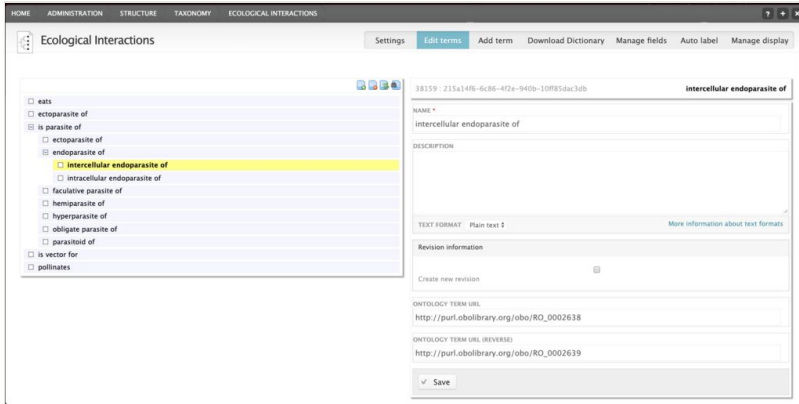 HOME ADMINISTRATION STRUCTURE TAXONOMY ECOLOGICAL INTERACTIONS ? +
Ecological Interactions Settings Edit terms Add term Download Dictionary Manage fields Auto label Manage display
eats
ectoparasite of
is parasite of
ectoparasite of
endoparasite of
intercellular endoparasite of
intracellular endoparasite of
faculative parasite of
hemiparasite of
hyperparasite of
obligate parasite of
parasitoid of
is vector for
pollinates
38159 : 215a14f6-6c86-4f2e-940b-10ff85dac3db intercellular endoparasite of
NAME *
intercellular endoparasite of
DESCRIPTION
TEXT FORMAT Plain text More information about text formats
Revision information
Create new revision
ONTOLOGY TERM URL
http://purl.obolibrary.org/obo/RO_0002638
ONTOLOGY TERM URL (REVERSE)
http://purl.obolibrary.org/obo/RO_0002639
Save